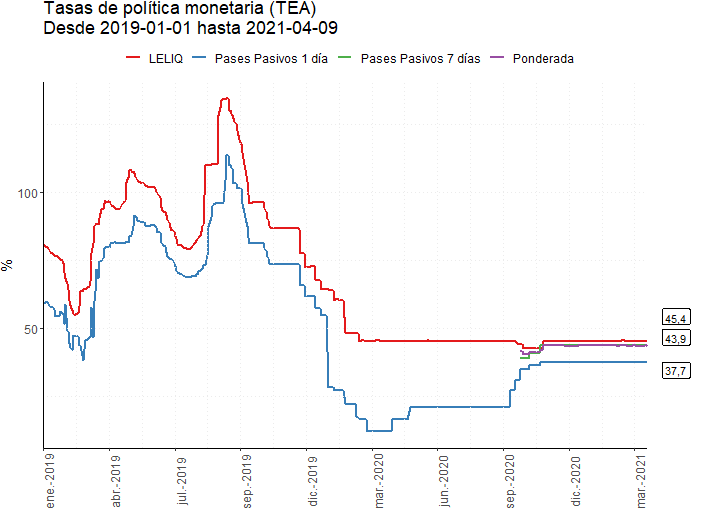 Tasas de política monetaria (TEA)
Desde 2019-01-01 hasta 2021-04-09
LELIQ Pases Pasivos 1 día Pases Pasivos 7 días Ponderada
%
100
50
45,4
43,9
37,7
ene.-2019
abr.-2019
jul.-2019
sep.-2019
dic.-2019
mar.-2020
jun.-2020
sep.-2020
dic.-2020
mar.-2021